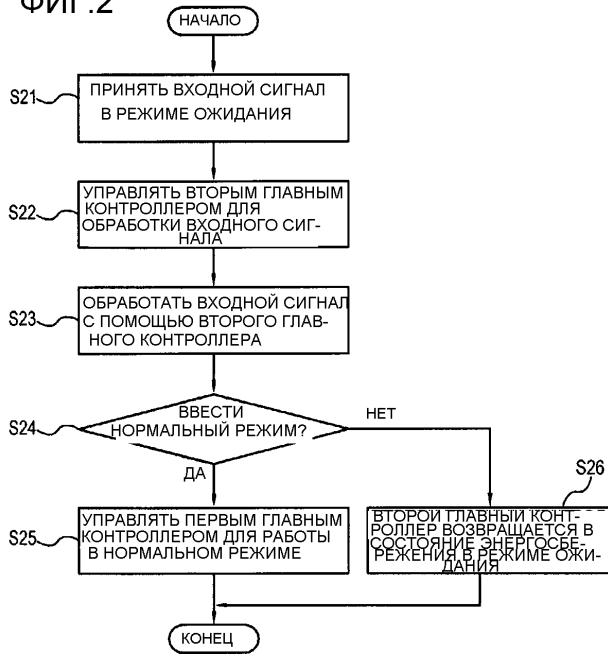 ФИГ.2
НАЧАЛО
S21
ПРИНЯТЬ ВХОДНОЙ СИГНАЛ
В РЕЖИМЕ ОЖИДАНИЯ
S22
УПРАВЛЯТЬ ВТОРЫМ ГЛАВНЫМ
КОНТРОЛЛЕРОМ ДЛЯ
ОБРАБОТКИ ВХОДНОГО СИГ-
НАЛА
S23
ОБРАБОТАТЬ ВХОДНОЙ СИГНАЛ
С ПОМОЩЬЮ ВТОРОГО ГЛАВ-
НОГО КОНТРОЛЛЕРА
S24
ВВЕСТИ
НОРМАЛЬНЫЙ РЕЖИМ?
НЕТ
ДА
S25
УПРАВЛЯТЬ ПЕРВЫМ ГЛАВНЫМ
КОНТРОЛЛЕРОМ ДЛЯ РАБОТЫ
В НОРМАЛЬНОМ РЕЖИМЕ
S26
ВТОРОЙ ГЛАВНЫЙ КОНТ-
РОЛЛЕР ВОЗВРАЩАЕТСЯ В
СОСТОЯНИЕ ЭНЕРГОСБЕ-
РЕЖЕНИЯ В РЕЖИМЕ ОЖИ-
ДАНИЯ
КОНЕЦ